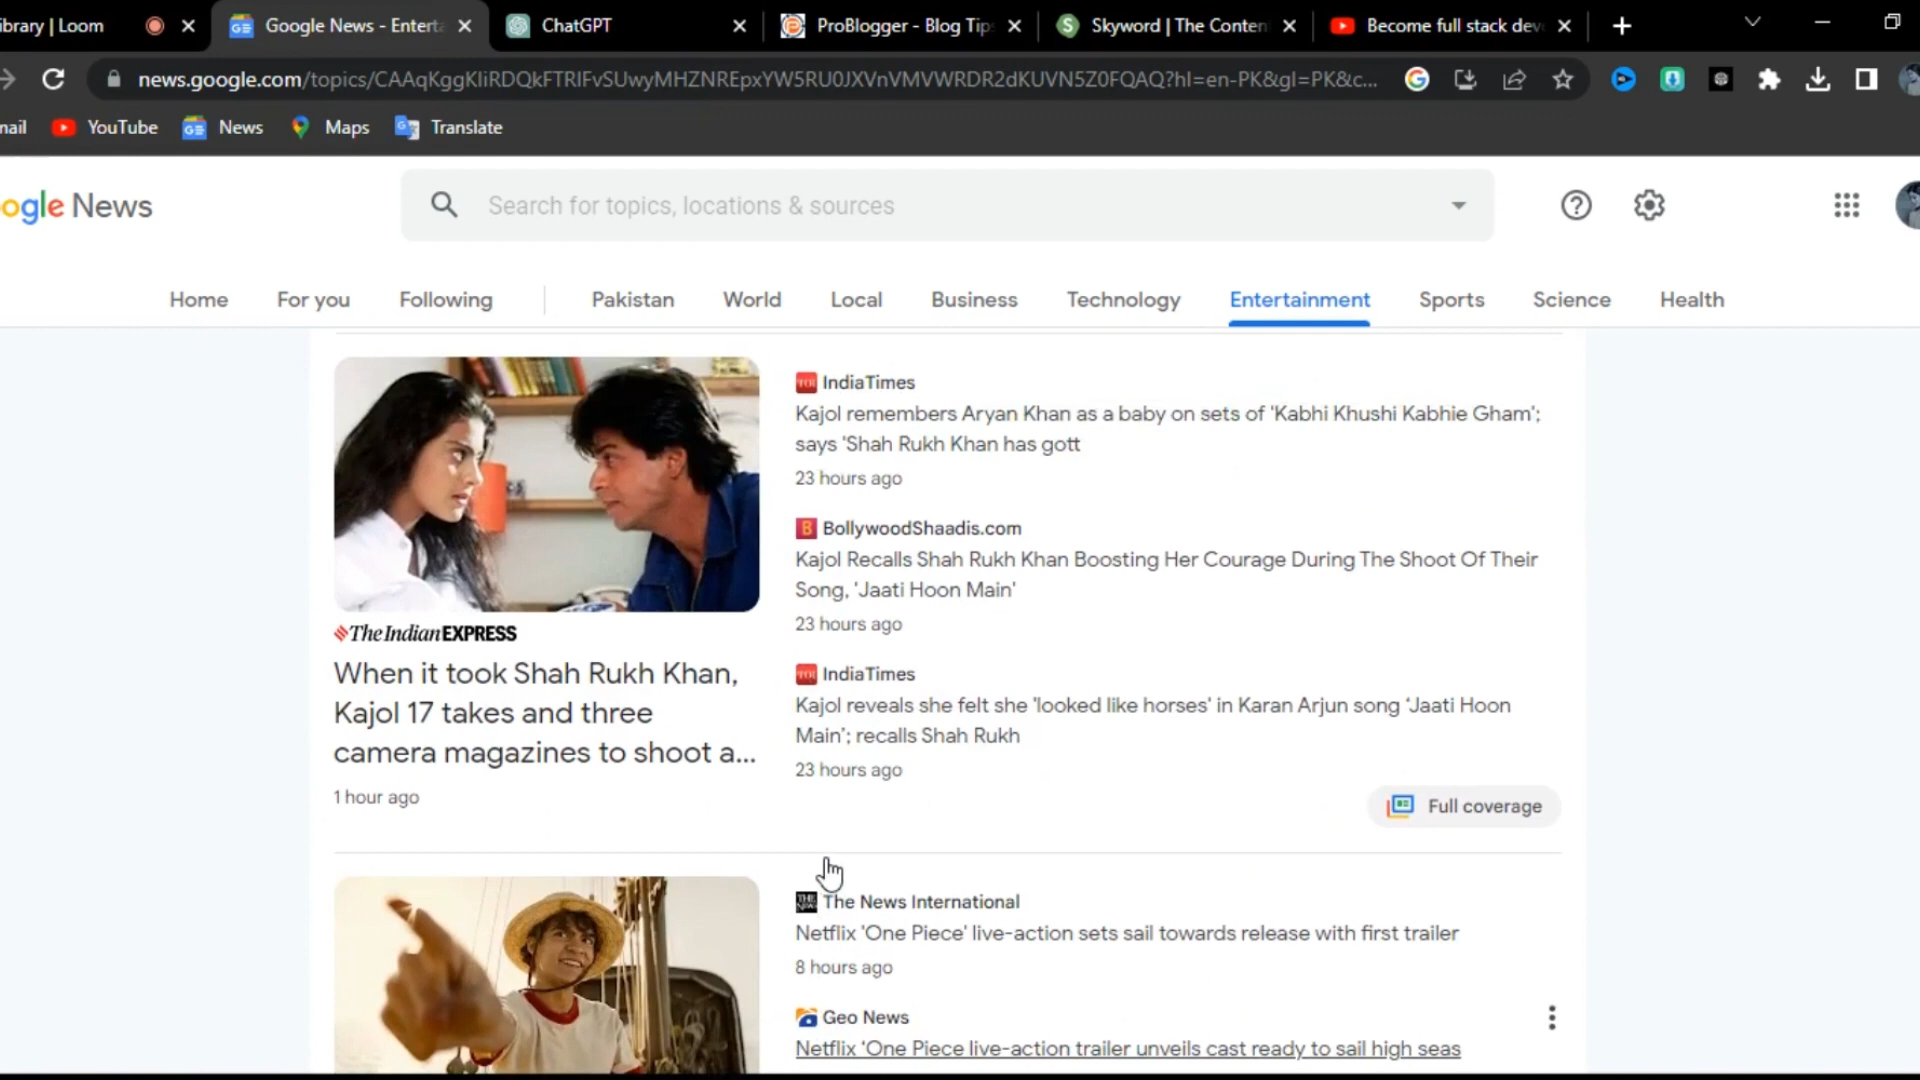 ibrary | Loom
Google News - Enterta
ChatGPT
ProBlogger - Blog Tip
Skyword | The Conten
Become full stack dev
news.google.com/topics/CAAqKggKIiRDQkFTRlFvSUwyMHZNREpxYW5RU0JXVnVMVWRDR2dKUVN5Z0FQAQ?hl=en-PK&gl=PK&c...
mail
YouTube
News
Maps
Translate
ogle News
Search for topics, locations & sources
Home
For you
Following
Pakistan
World
Local
Business
Technology
Entertainment
Sports
Science
Health
The Indian EXPRESS
When it took Shah Rukh Khan,
Kajol 17 takes and three
camera magazines to shoot a...
1 hour ago
IndiaTimes
Kajol remembers Aryan Khan as a baby on sets of 'Kabhi Khushi Kabhie Gham';
says 'Shah Rukh Khan has gott
23 hours ago
BollywoodShaadis.com
Kajol Recalls Shah Rukh Khan Boosting Her Courage During The Shoot Of Their
Song, 'Jaati Hoon Main'
23 hours ago
IndiaTimes
Kajol reveals she felt she 'looked like horses' in Karan Arjun song ‘Jaati Hoon
Main’; recalls Shah Rukh
23 hours ago
Full coverage
The News International
Netflix 'One Piece' live-action sets sail towards release with first trailer
8 hours ago
Geo News
Netflix ‘One Piece live-action trailer unveils cast ready to sail high seas